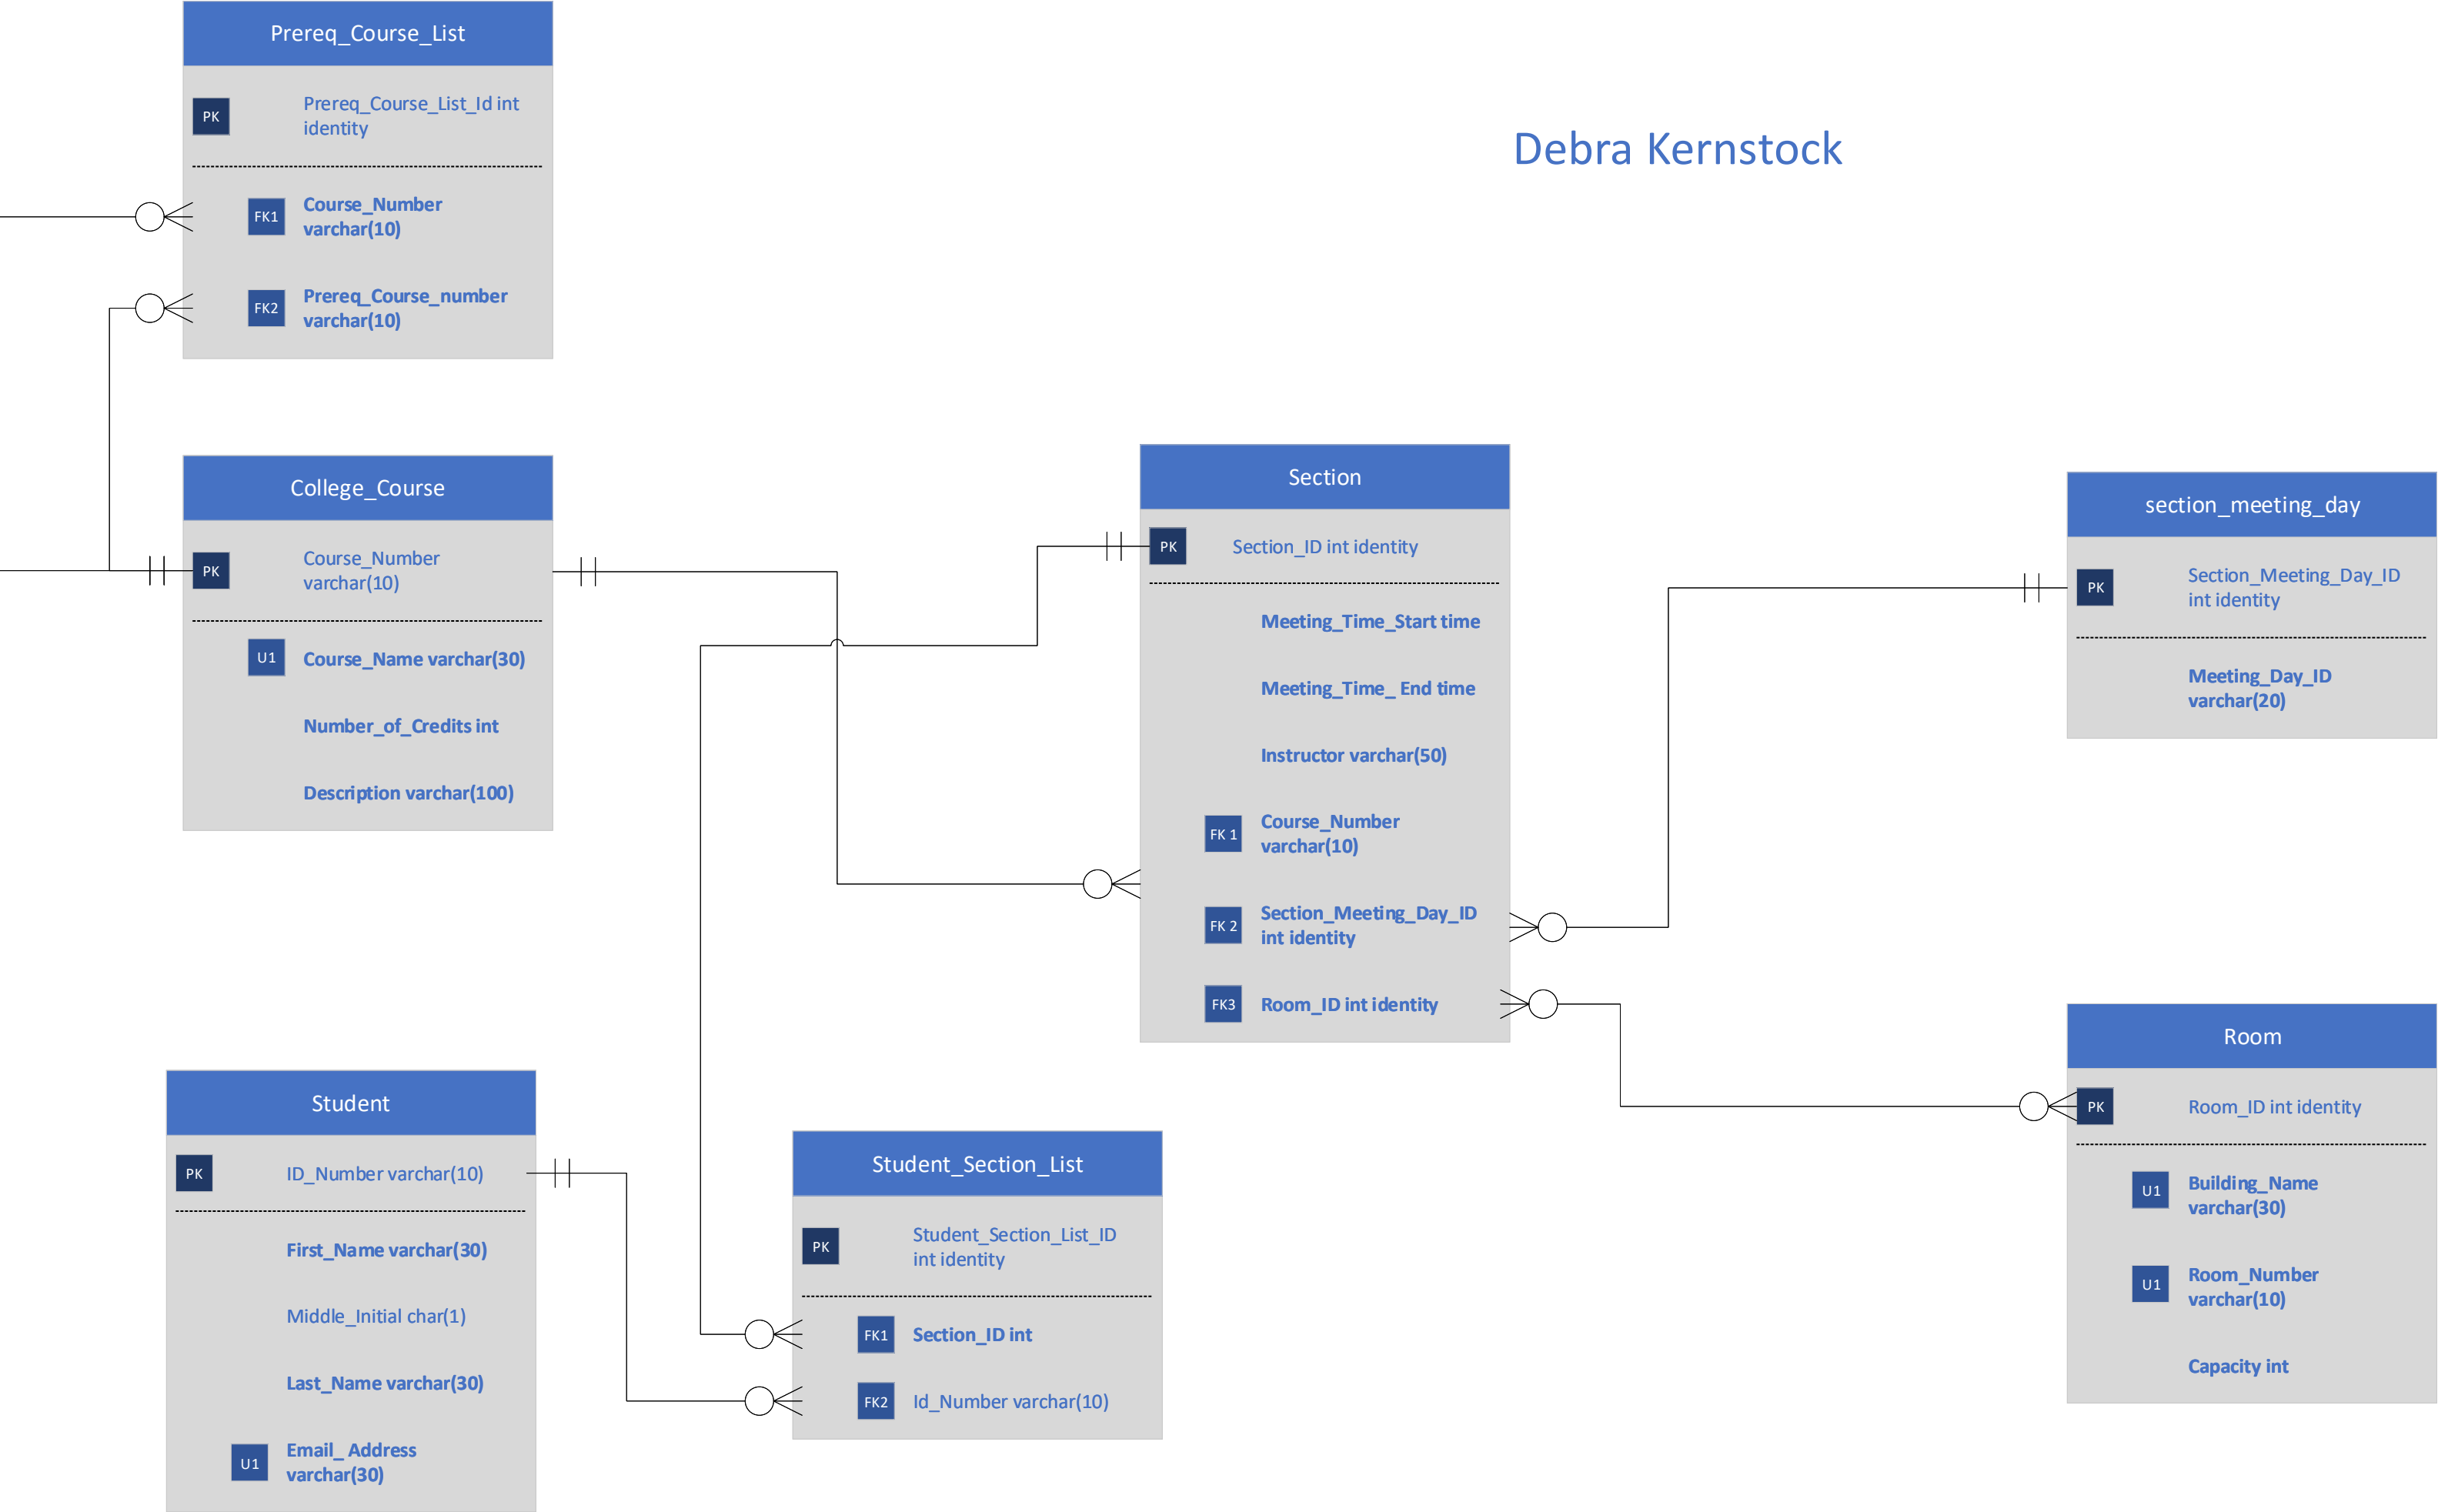 Prereq_Course_List
PK
Prereq_Course_List_Id int
identity
FK1
Course_Number
varchar(10)
FK2
Prereq_Course_number
varchar(10)
Debra Kernstock
College_Course
PK
Course_Number
varchar(10)
U1
Course_Name varchar(30)
Number_of_Credits int
Description varchar(100)
Section
PK
Section_ID int identity
Meeting_Time_Start time
Meeting_Time_ End time
Instructor varchar(50)
FK 1
Course_Number
varchar(10)
FK 2
Section_Meeting_Day_ID
int identity
FK3
Room_ID int identity
section_meeting_day
PK
Section_Meeting_Day_ID
int identity
Meeting_Day_ID
varchar(20)
Room
PK
Room_ID int identity
U1
Building_Name
varchar(30)
U1
Room_Number
varchar(10)
Capacity int
Student
PK
ID_Number varchar(10)
First_Name varchar(30)
Middle_Initial char(1)
Last_Name varchar(30)
U1
Email_ Address
varchar(30)
Student_Section_List
PK
Student_Section_List_ID
int identity
FK1
Section_ID int
FK2
Id_Number varchar(10)